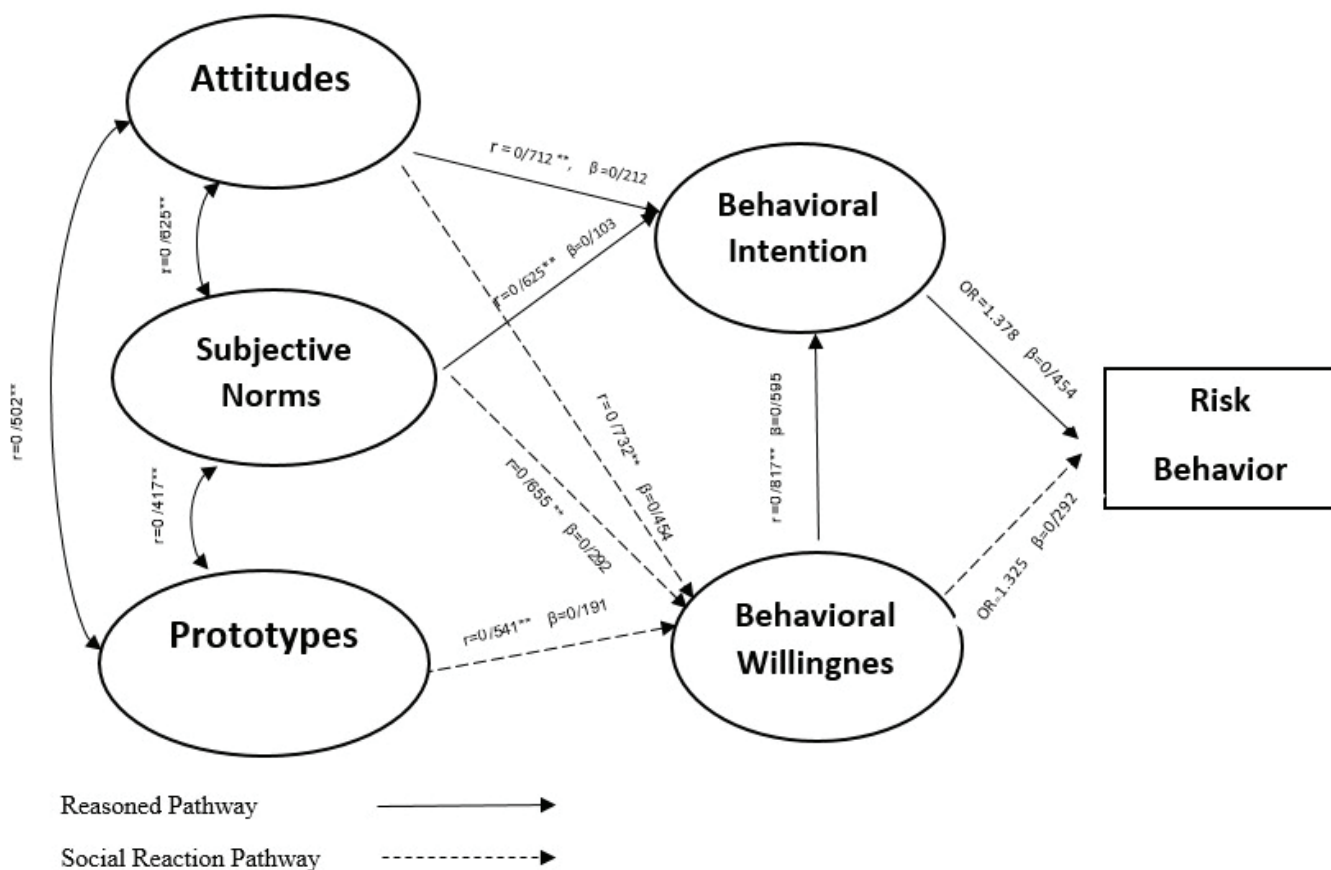 Attitudes
r = 0/712 **, β=0/212
Behavioral
Intention
r=0 /625**
r=0/625** β=0/103
Subjective
Norms
OR =1.378 β=0/454
Risk
Behavior
r=0 /502**
r=0 /732** β=0/454
r=0/817** β=0/595
r=0 /655 ** β=0/292
r=0 /417**
OR=1.325 β=0/292
Prototypes
r=0/541** β=0/191
Behavioral
Willingnes
Reasoned Pathway
Social Reaction Pathway